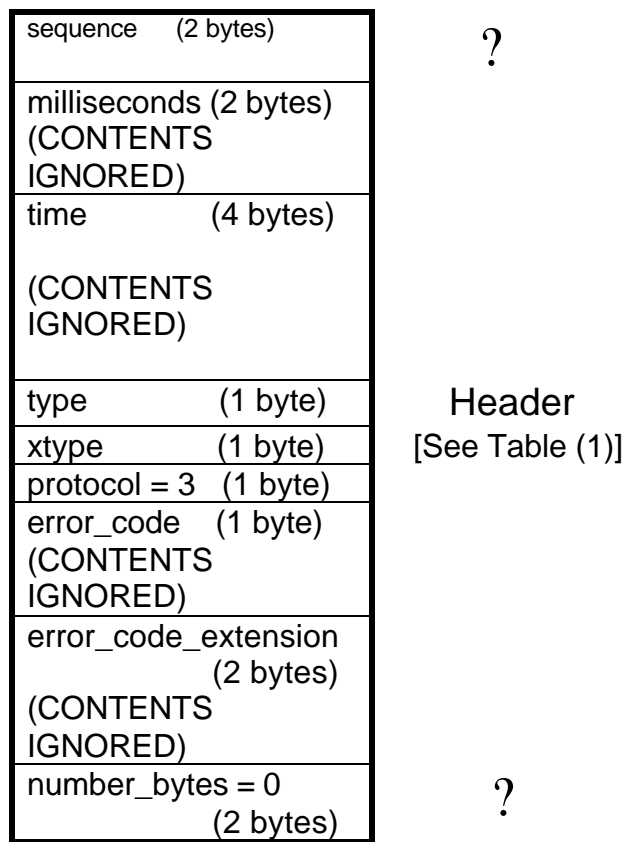 sequence (2 bytes)
?
milliseconds (2 bytes)
(CONTENTS
IGNORED)
time (4 bytes)
(CONTENTS
IGNORED)
type (1 byte)
Header
xtype (1 byte)
[See Table (1)]
protocol = 3 (1 byte)
error_code (1 byte)
(CONTENTS
IGNORED)
error_code_extension
(2 bytes)
(CONTENTS
IGNORED)
number_bytes = 0
?
(2 bytes)